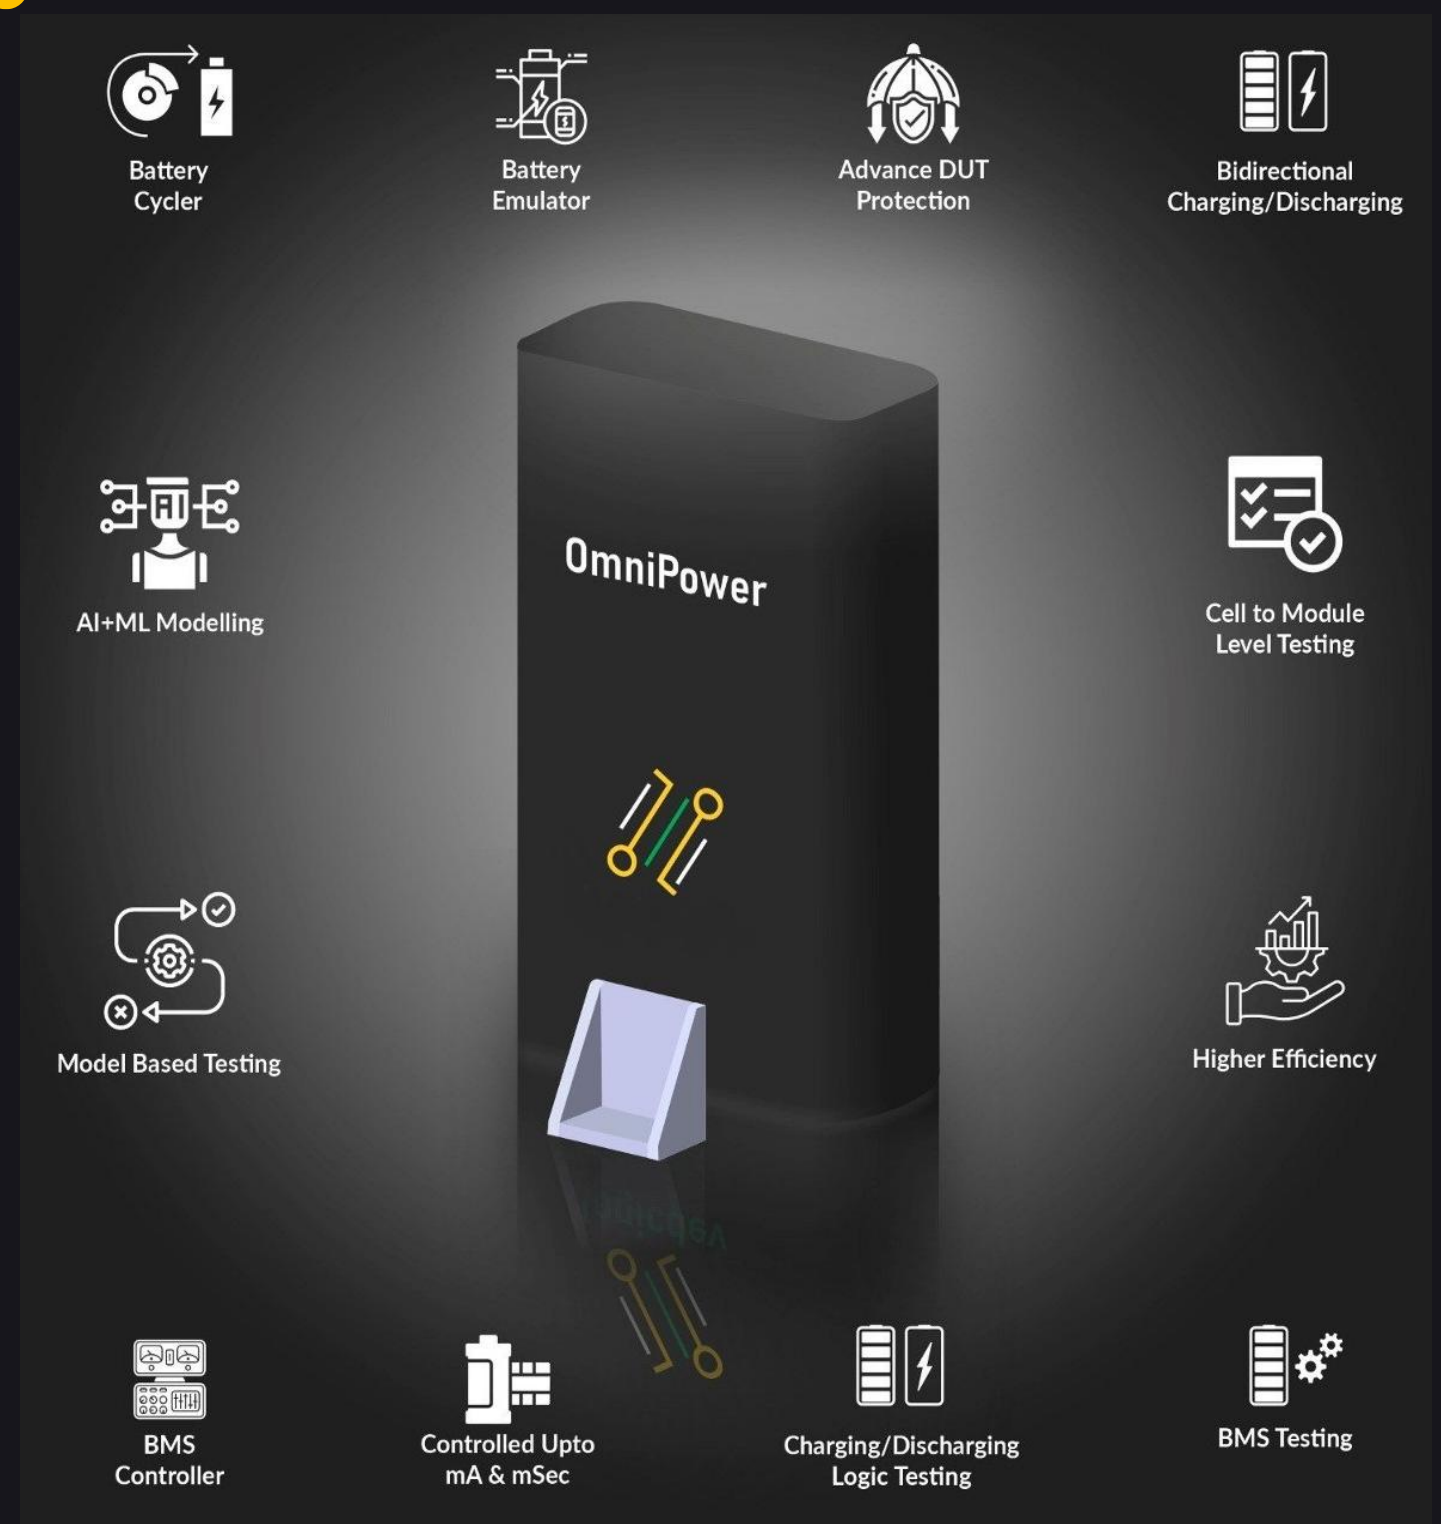 Battery
Cycler
Battery
Emulator
Advance DUT
Protection
Bidirectional
Charging/Discharging
OmniPower
AI
AI+ML Modelling
Cell to Module
Level Testing
Model Based Testing
Higher Efficiency
BMS
Controller
Controlled Upto
mA & mSec
Charging/Discharging
Logic Testing
BMS Testing